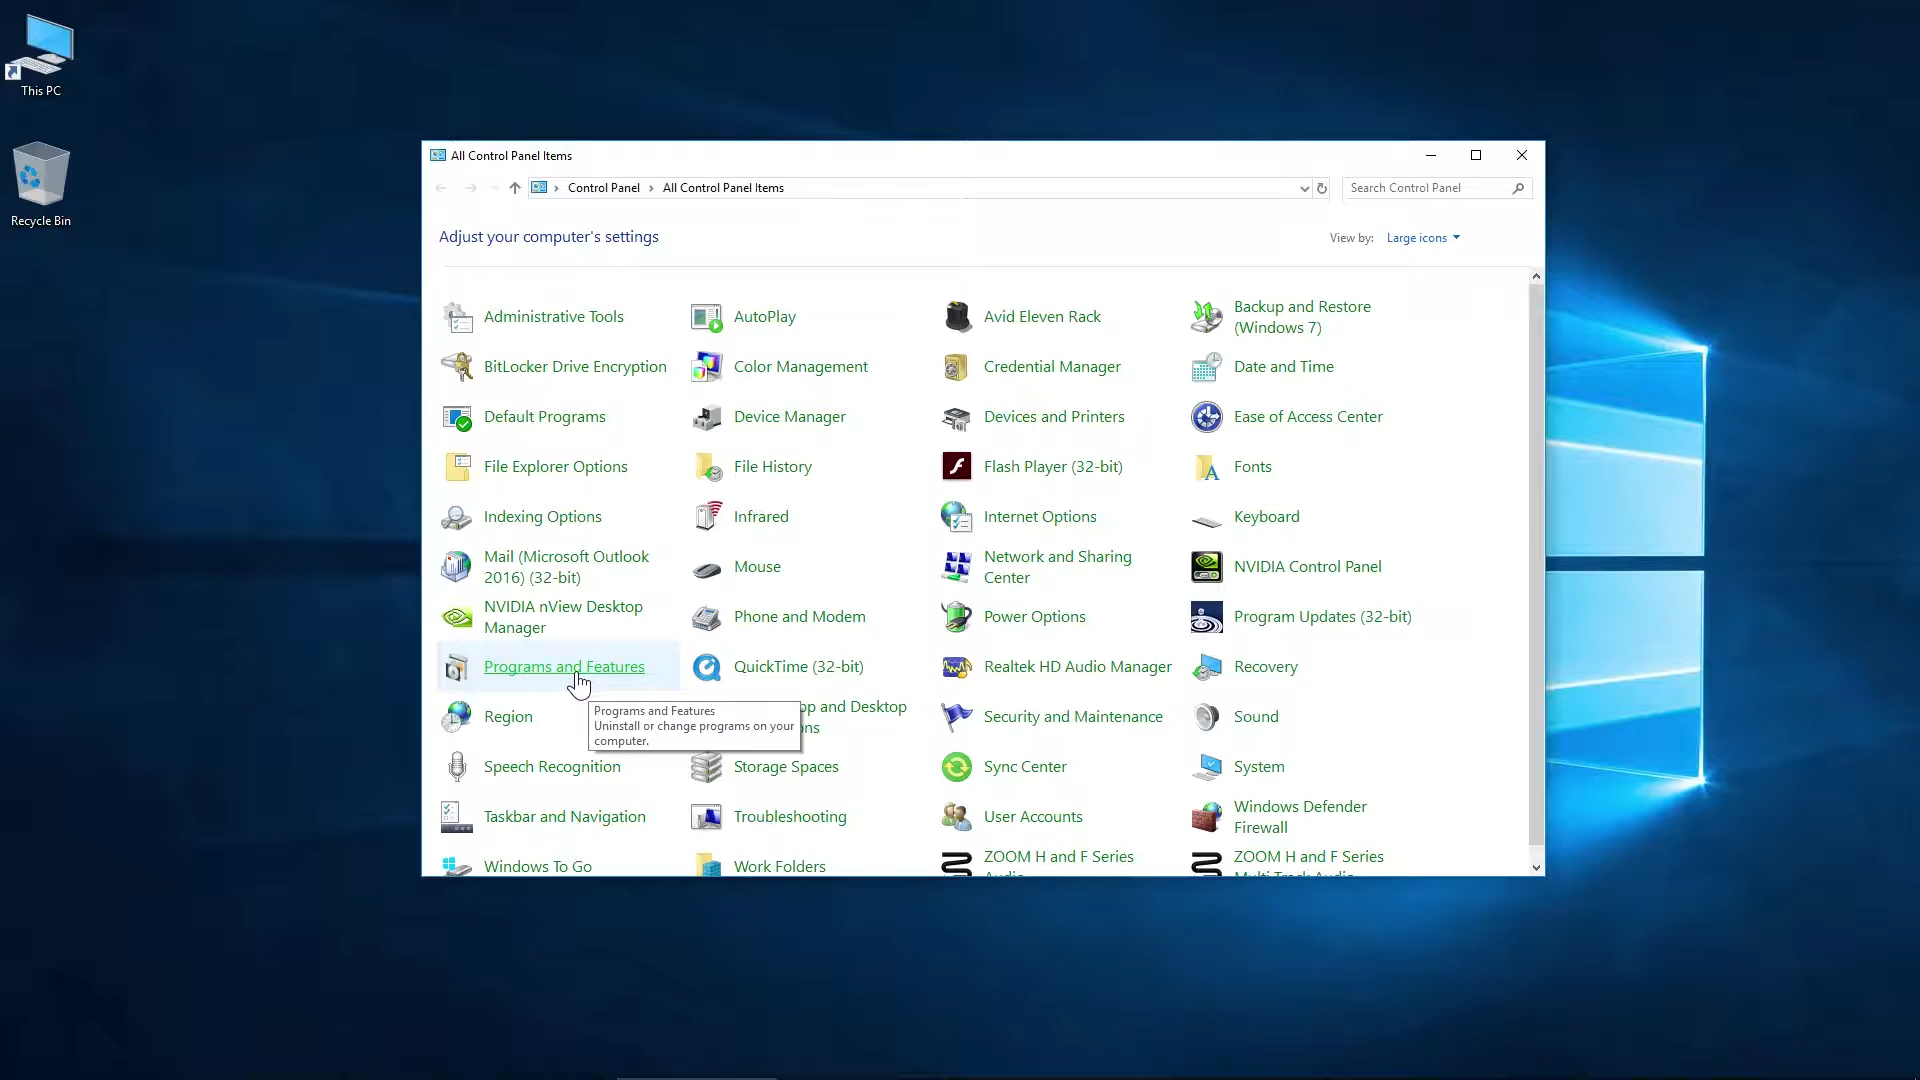 This PC
Recycle Bin
All Control Panel Items
Control Panel
All Control Panel Items
Search Control Panel
Adjust your computer's settings
View by:
Large icons
Administrative Tools
AutoPlay
Avid Eleven Rack
Backup and Restore
(Windows 7)
BitLocker Drive Encryption
Color Management
Credential Manager
Date and Time
Default Programs
Device Manager
Devices and Printers
Ease of Access Center
File Explorer Options
File History
Flash Player (32-bit)
Fonts
Indexing Options
Infrared
Internet Options
Keyboard
Mail (Microsoft Outlook
2016) (32-bit)
Mouse
Network and Sharing
Center
NVIDIA Control Panel
NVIDIA nView Desktop
Manager
Phone and Modem
Power Options
Program Updates (32-bit)
Programs and Features
QuickTime (32-bit)
Realtek HD Audio Manager
Recovery
Region
Programs and Features
Uninstall or change programs on your
computer.
and Desktop
Security and Maintenance
Sound
Speech Recognition
Storage Spaces
Sync Center
System
Taskbar and Navigation
Troubleshooting
User Accounts
Windows Defender
Firewall
Windows To Go
Work Folders
ZOOM H and F Series
Audio
ZOOM H and F Series
Multi Track Audio